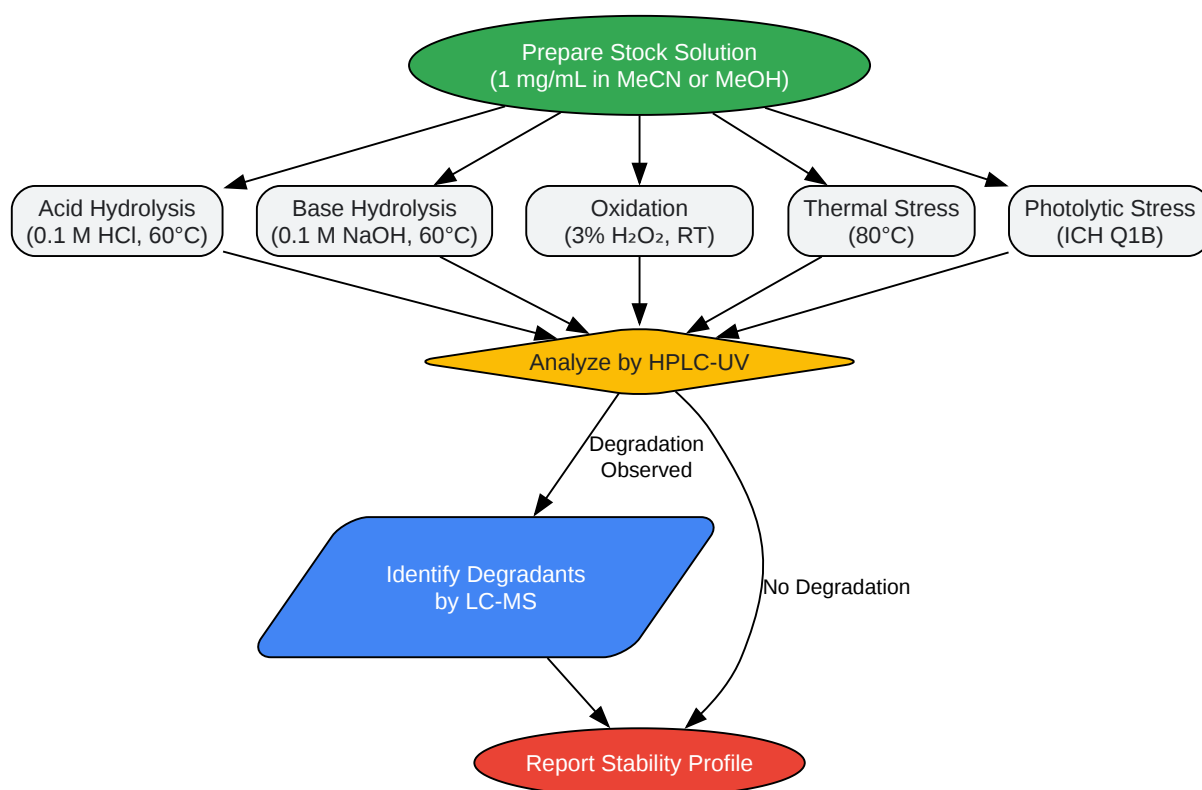 Prepare Stock Solution
(1 mg/mL in MeCN or MeOH)
Acid Hydrolysis
(0.1 M HCl, 60°C)
Base Hydrolysis
(0.1 M NaOH, 60°C)
Oxidation
(3% H₂O₂, RT)
Thermal Stress
(80°C)
Photolytic Stress
(ICH Q1B)
Analyze by HPLC-UV
Degradation
Observed
Identify Degradants
by LC-MS
No Degradation
Report Stability Profile